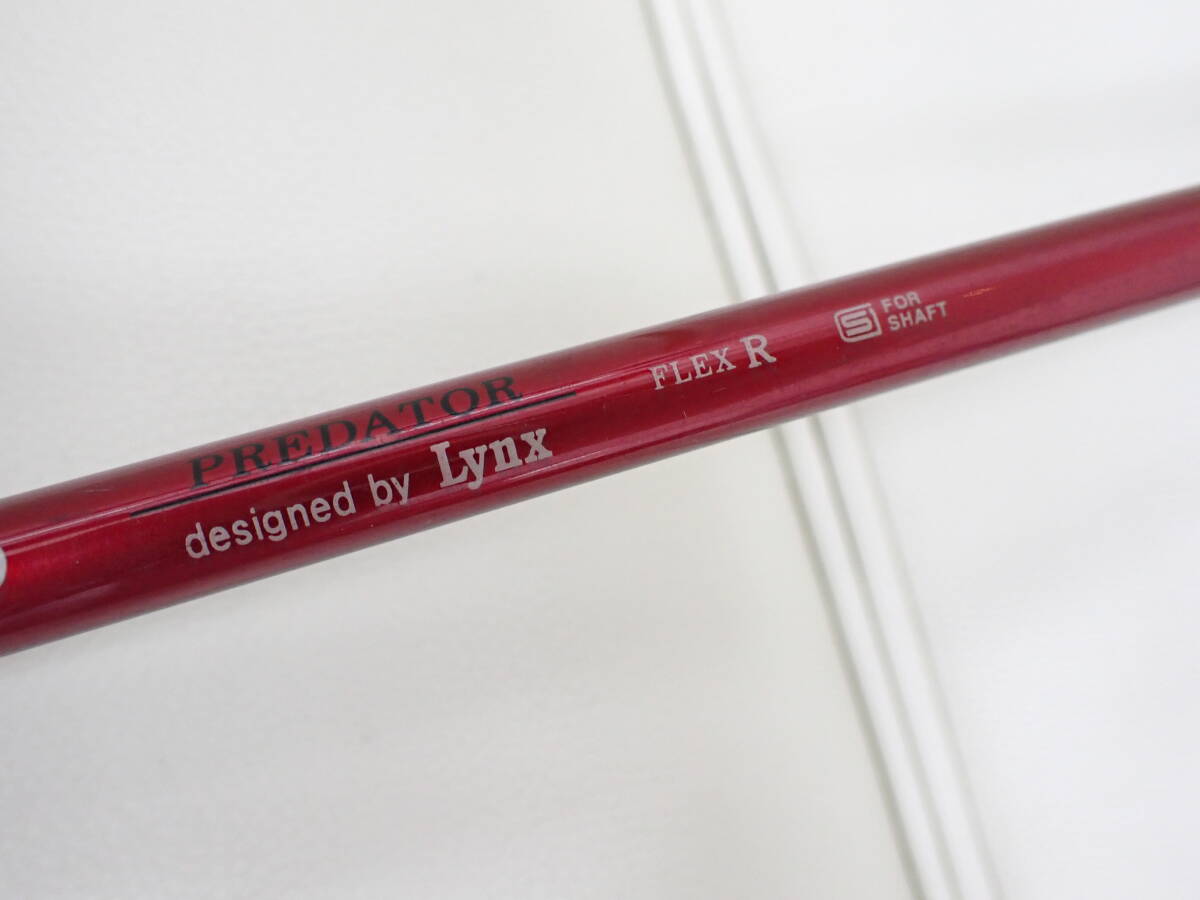 PREDATOR
designed by Lynx
FLEX R
S FOR
SHAFT